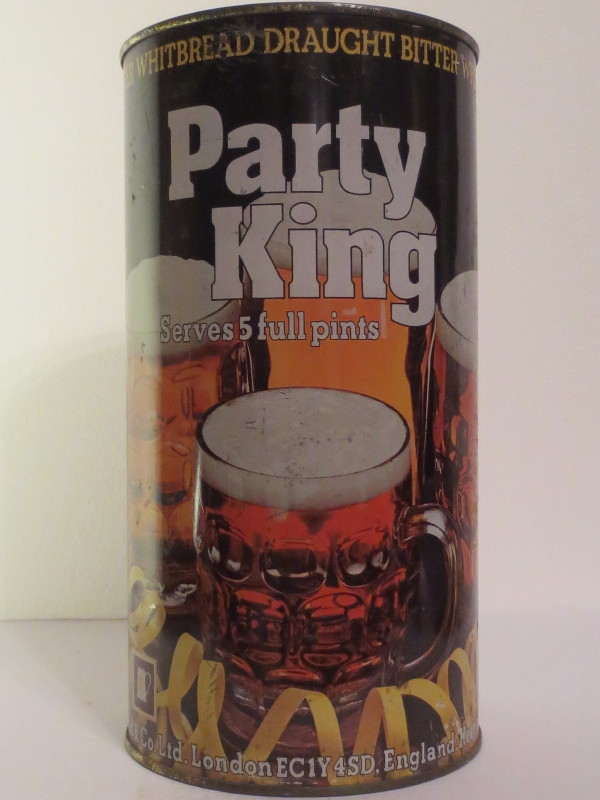 WHITBREAD DRAUGHT BITTER
Party
King
Serves 5 full pints
Co. Ltd. London EC1Y 4SD, England.